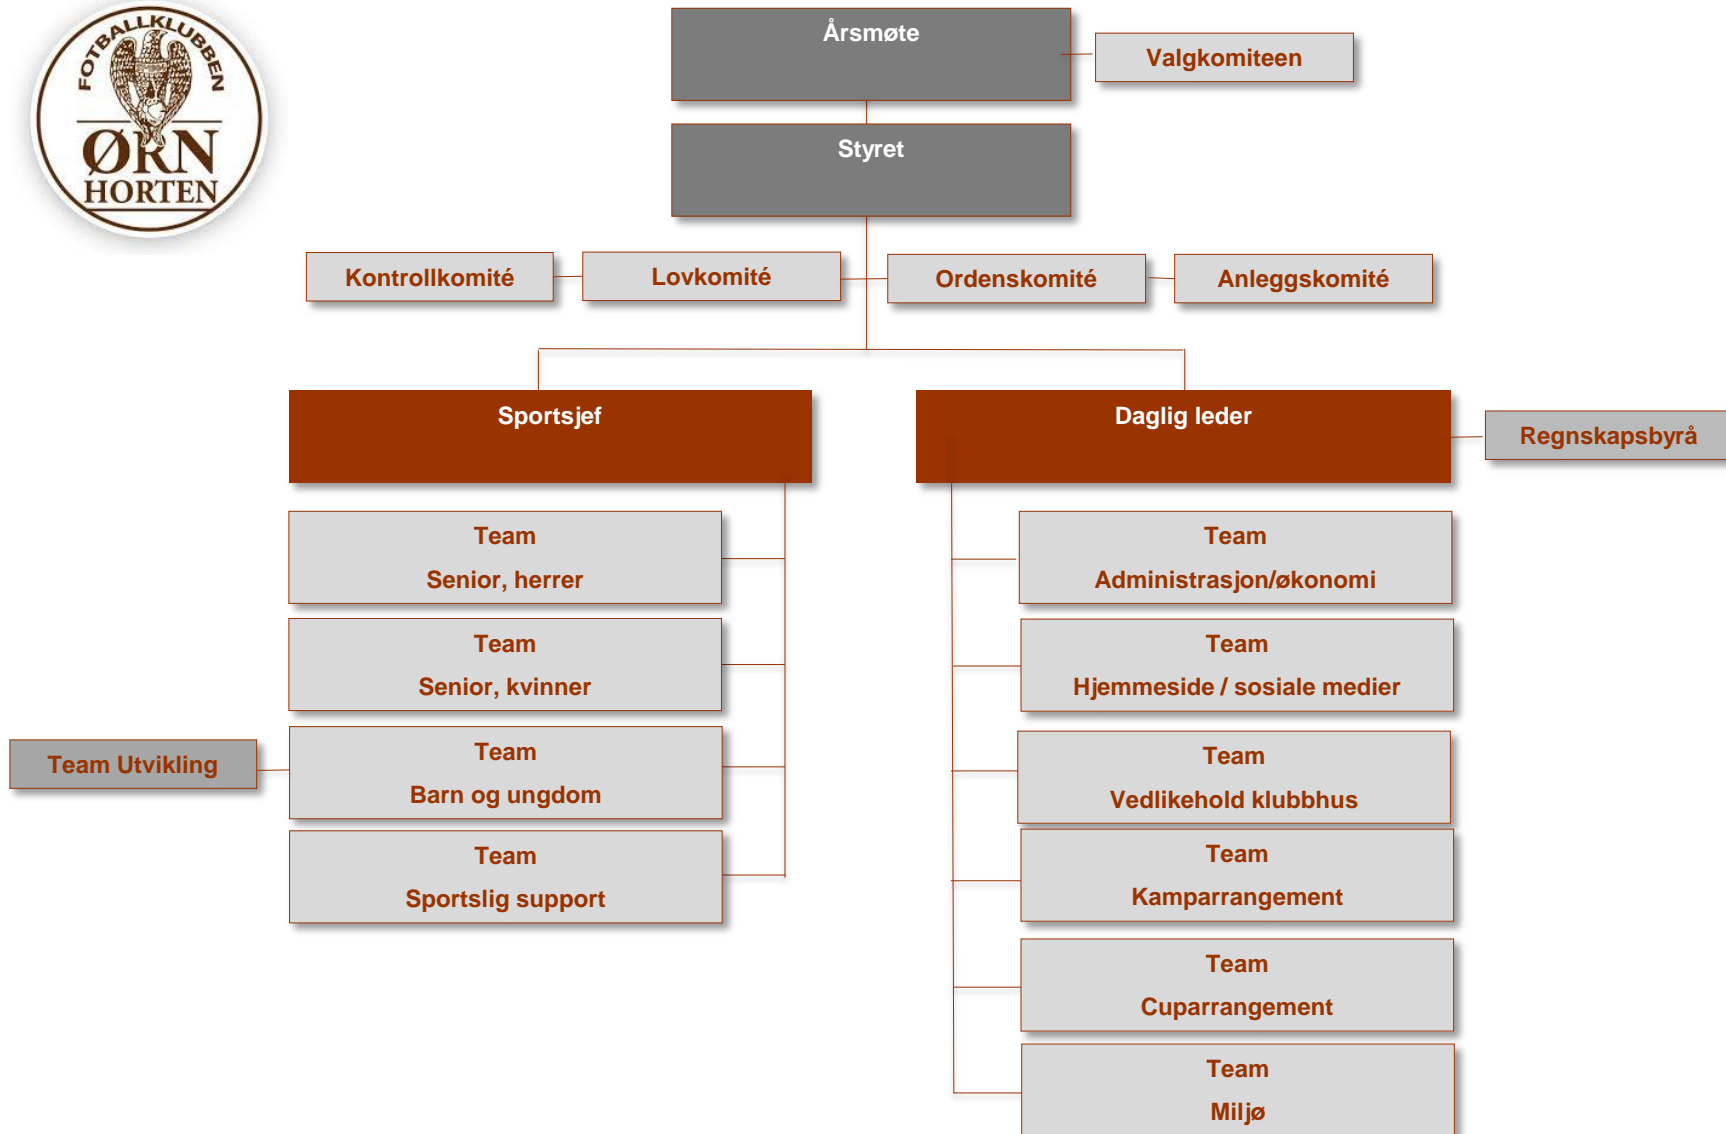 FOTBALLKLUBBEN
ØRN
HORTEN
Årsmøte
Valgkomiteen
Styret
Kontrollkomité
Lovkomité
Ordenskomité
Anleggskomité
Sportsjef
Daglig leder
Regnskapsbyrå
Team
Senior, herrer
Team
Senior, kvinner
Team Utvikling
Team
Barn og ungdom
Team
Sportslig support
Team
Administrasjon/økonomi
Team
Hjemmeside / sosiale medier
Team
Vedlikehold klubbhus
Team
Kamparrangement
Team
Cuparrangement
Team
Miljø